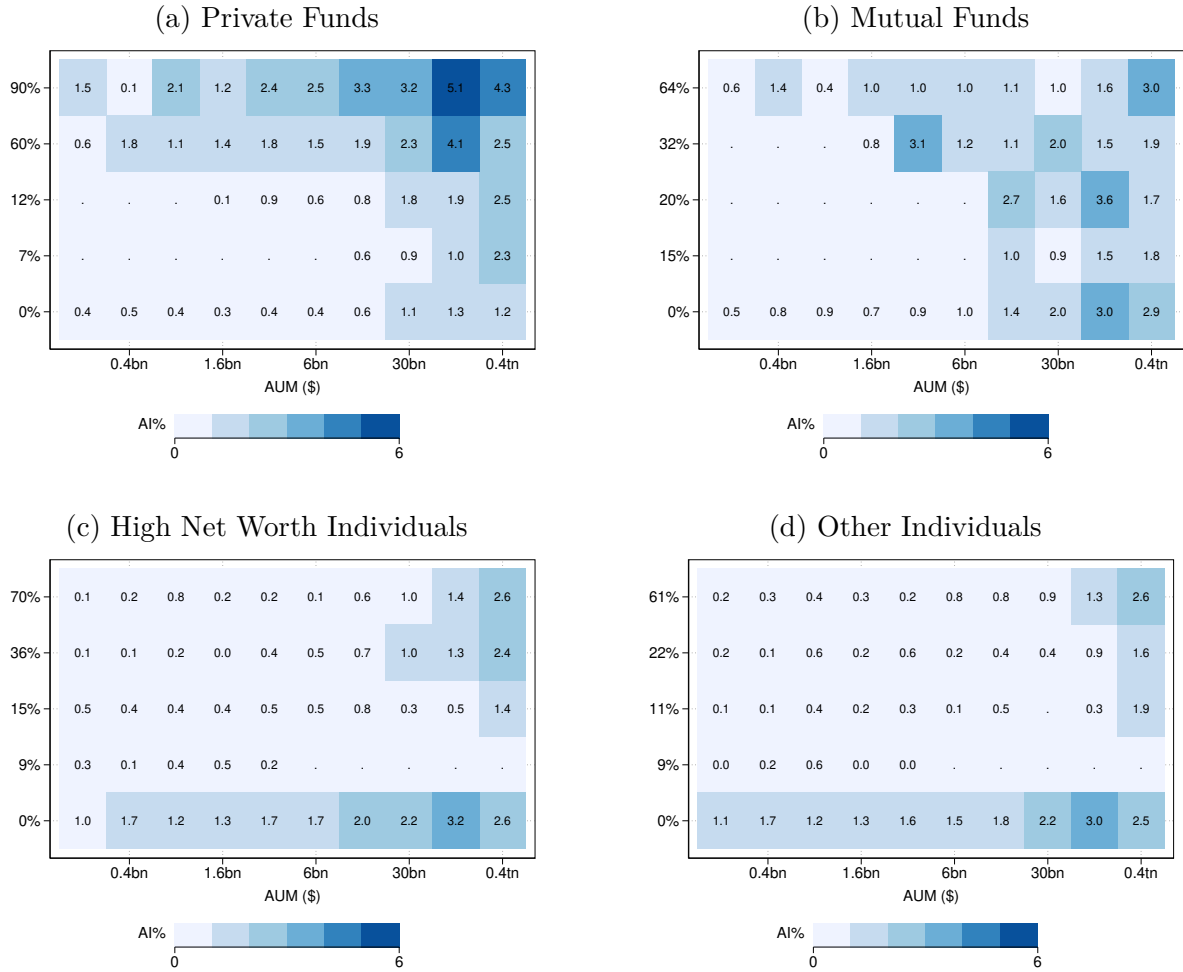 (a) Private Funds
90% 1.5 0.1 2.1 1.2 2.4 2.5 3.3 3.2 5.1 4.3
60% 0.6 1.8 1.1 1.4 1.8 1.5 1.9 2.3 4.1 2.5
12% . . . 0.1 0.9 0.6 0.8 1.8 1.9 2.5
7% . . . . . . 0.6 0.9 1.0 2.3
0% 0.4 0.5 0.4 0.3 0.4 0.4 0.6 1.1 1.3 1.2
0.4bn 1.6bn 6bn 30bn 0.4tn
AUM ($)
AI%
0 6
(b) Mutual Funds
64% 0.6 1.4 0.4 1.0 1.0 1.0 1.1 1.0 1.6 3.0
32% . . . 0.8 3.1 1.2 1.1 2.0 1.5 1.9
20% . . . . . . 2.7 1.6 3.6 1.7
15% . . . . . . 1.0 0.9 1.5 1.8
0% 0.5 0.8 0.9 0.7 0.9 1.0 1.4 2.0 3.0 2.9
0.4bn 1.6bn 6bn 30bn 0.4tn
AUM ($)
AI%
0 6
(c) High Net Worth Individuals
70% 0.1 0.2 0.8 0.2 0.2 0.1 0.6 1.0 1.4 2.6
36% 0.1 0.1 0.2 0.0 0.4 0.5 0.7 1.0 1.3 2.4
15% 0.5 0.4 0.4 0.4 0.5 0.5 0.8 0.3 0.5 1.4
9% 0.3 0.1 0.4 0.5 0.2 . . . . .
0% 1.0 1.7 1.2 1.3 1.7 1.7 2.0 2.2 3.2 2.6
0.4bn 1.6bn 6bn 30bn 0.4tn
AUM ($)
AI%
0 6
(d) Other Individuals
61% 0.2 0.3 0.4 0.3 0.2 0.8 0.8 0.9 1.3 2.6
22% 0.2 0.1 0.6 0.2 0.6 0.2 0.4 0.4 0.9 1.6
11% 0.1 0.1 0.4 0.2 0.3 0.1 0.5 . 0.3 1.9
9% 0.0 0.2 0.6 0.0 0.0 . . . . .
0% 1.1 1.7 1.2 1.3 1.6 1.5 1.8 2.2 3.0 2.5
0.4bn 1.6bn 6bn 30bn 0.4tn
AUM ($)
AI%
0 6